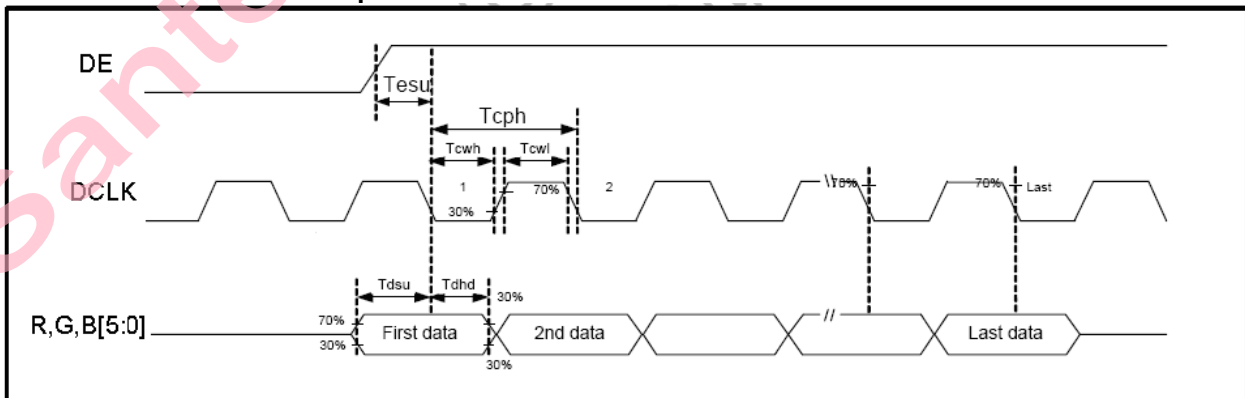 Sante
DE
Tesu
Tcph
Tcwh
Tcwl
DCLK
1
70%
2
\\
70%
70%
Last
30%
Tdsu
Tdhd
30%
R,G,B[5:0]
70%
30%
First data
2nd data
//
Last data
30%